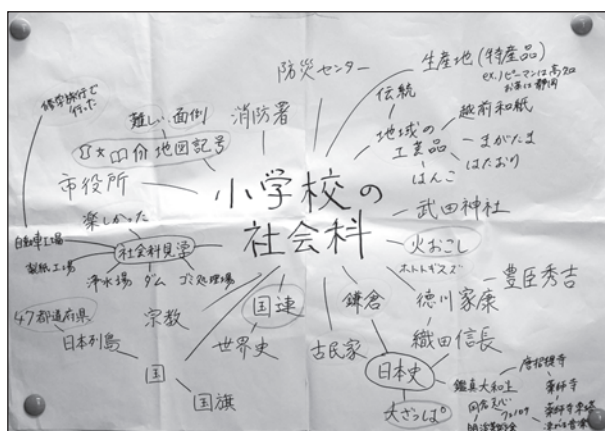 防災センター
生産地(特産品)
ex.)ピーマンは高知
お茶は静岡
伝統
越前和紙
地域の
工芸品
まがたま
はたおり
はんこ
修学旅行で
行った
難しい 面倒
消防署
地図記号
市役所
小学校の
社会科
武田神社
火おこし
ホトトギス
楽しかった
自動車工場
社会科見学
製紙工場
浄水場 ダム ゴミ処理場
豊臣秀吉
徳川家康
織田信長
国連
鎌倉
宗教
世界史
古民家
日本史
47都道府県
日本列島
国
国旗
大ざっぱ
鑑真大和上
唐招提寺
薬師寺
薬師寺東塔